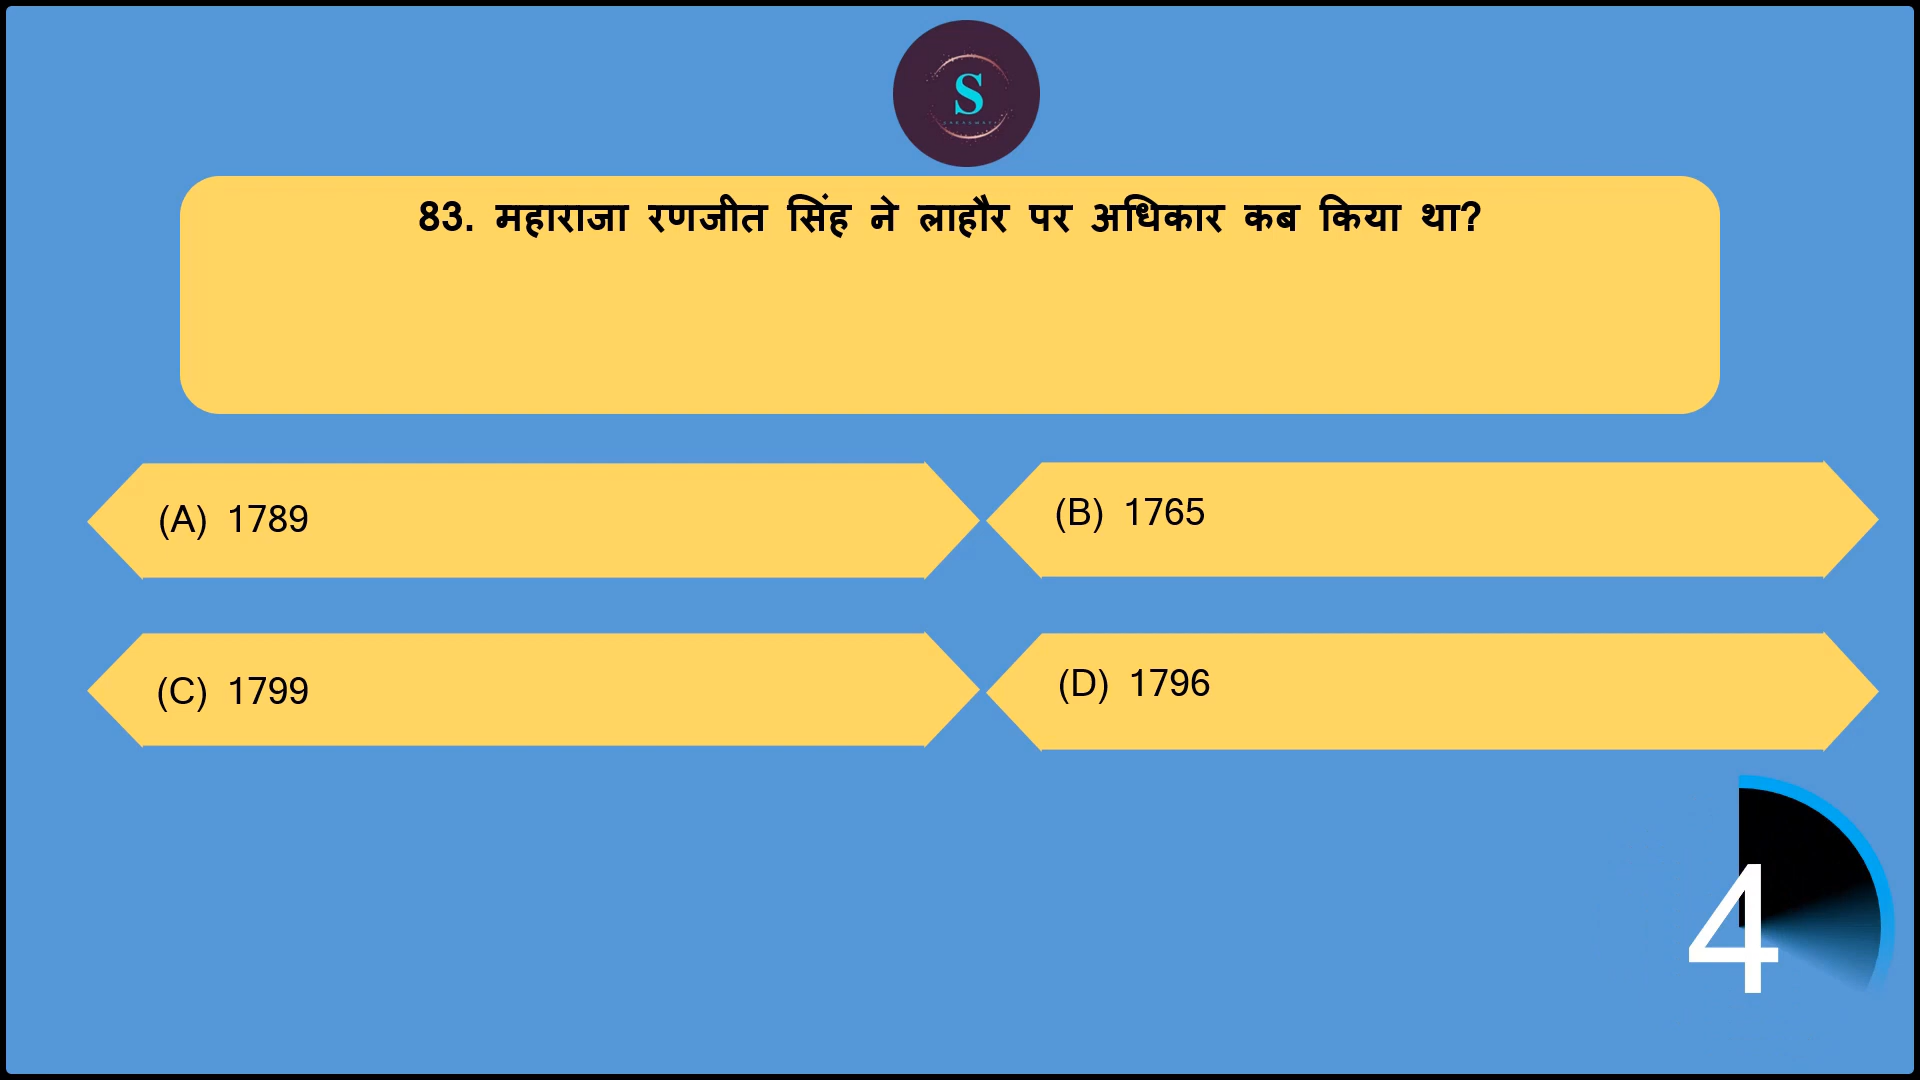 S
83. महाराजा रणजीत सिंह ने लाहौर पर अधिकार कब किया था?
(A) 1789
(B) 1765
(C) 1799
(D) 1796
4